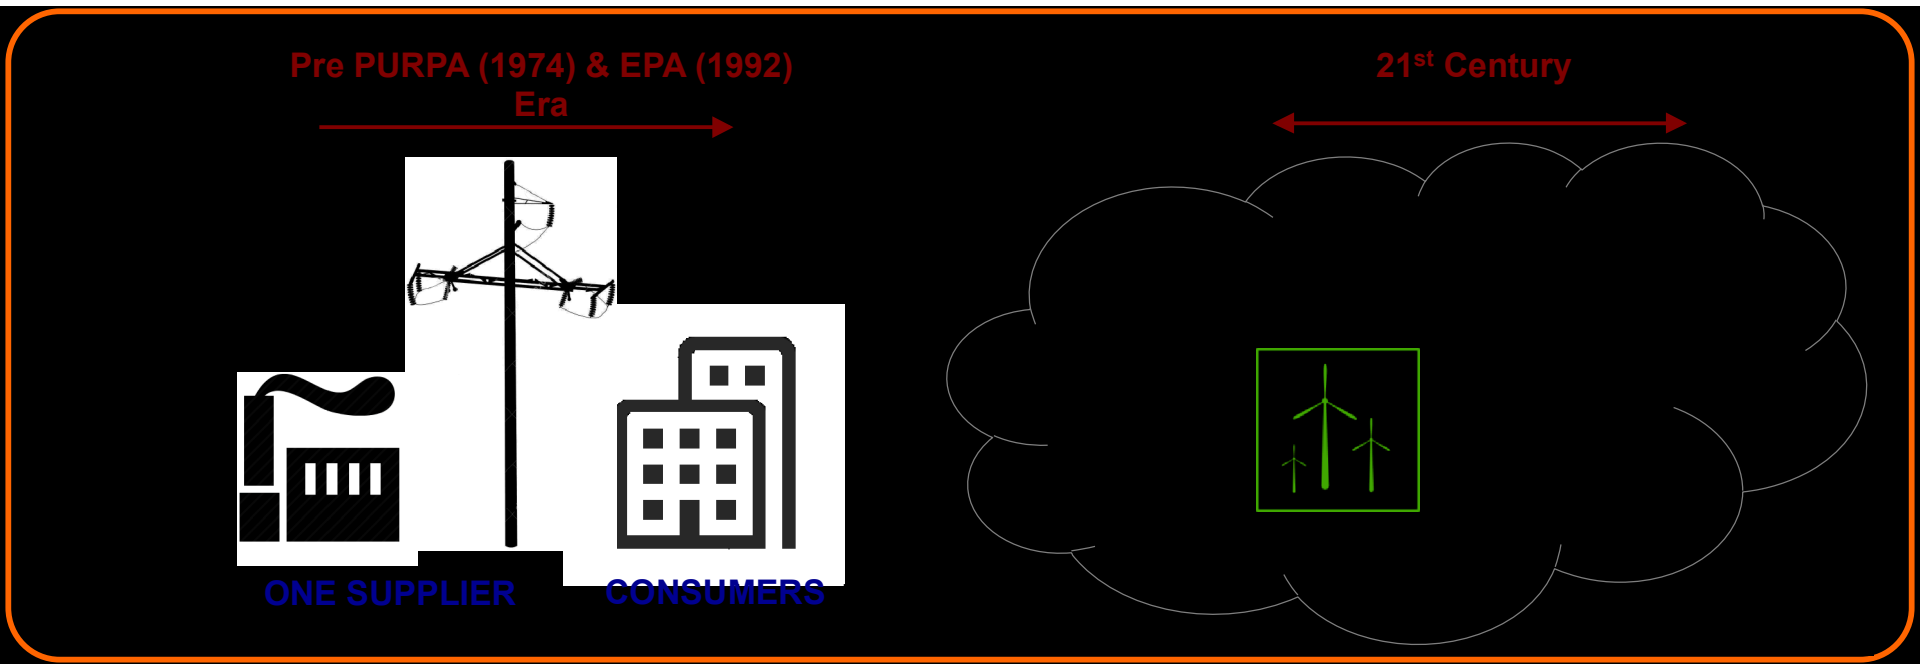 Pre PURPA (1974) & EPA (1992)
Era
21st Century
ONE SUPPLIER
CONSUMERS